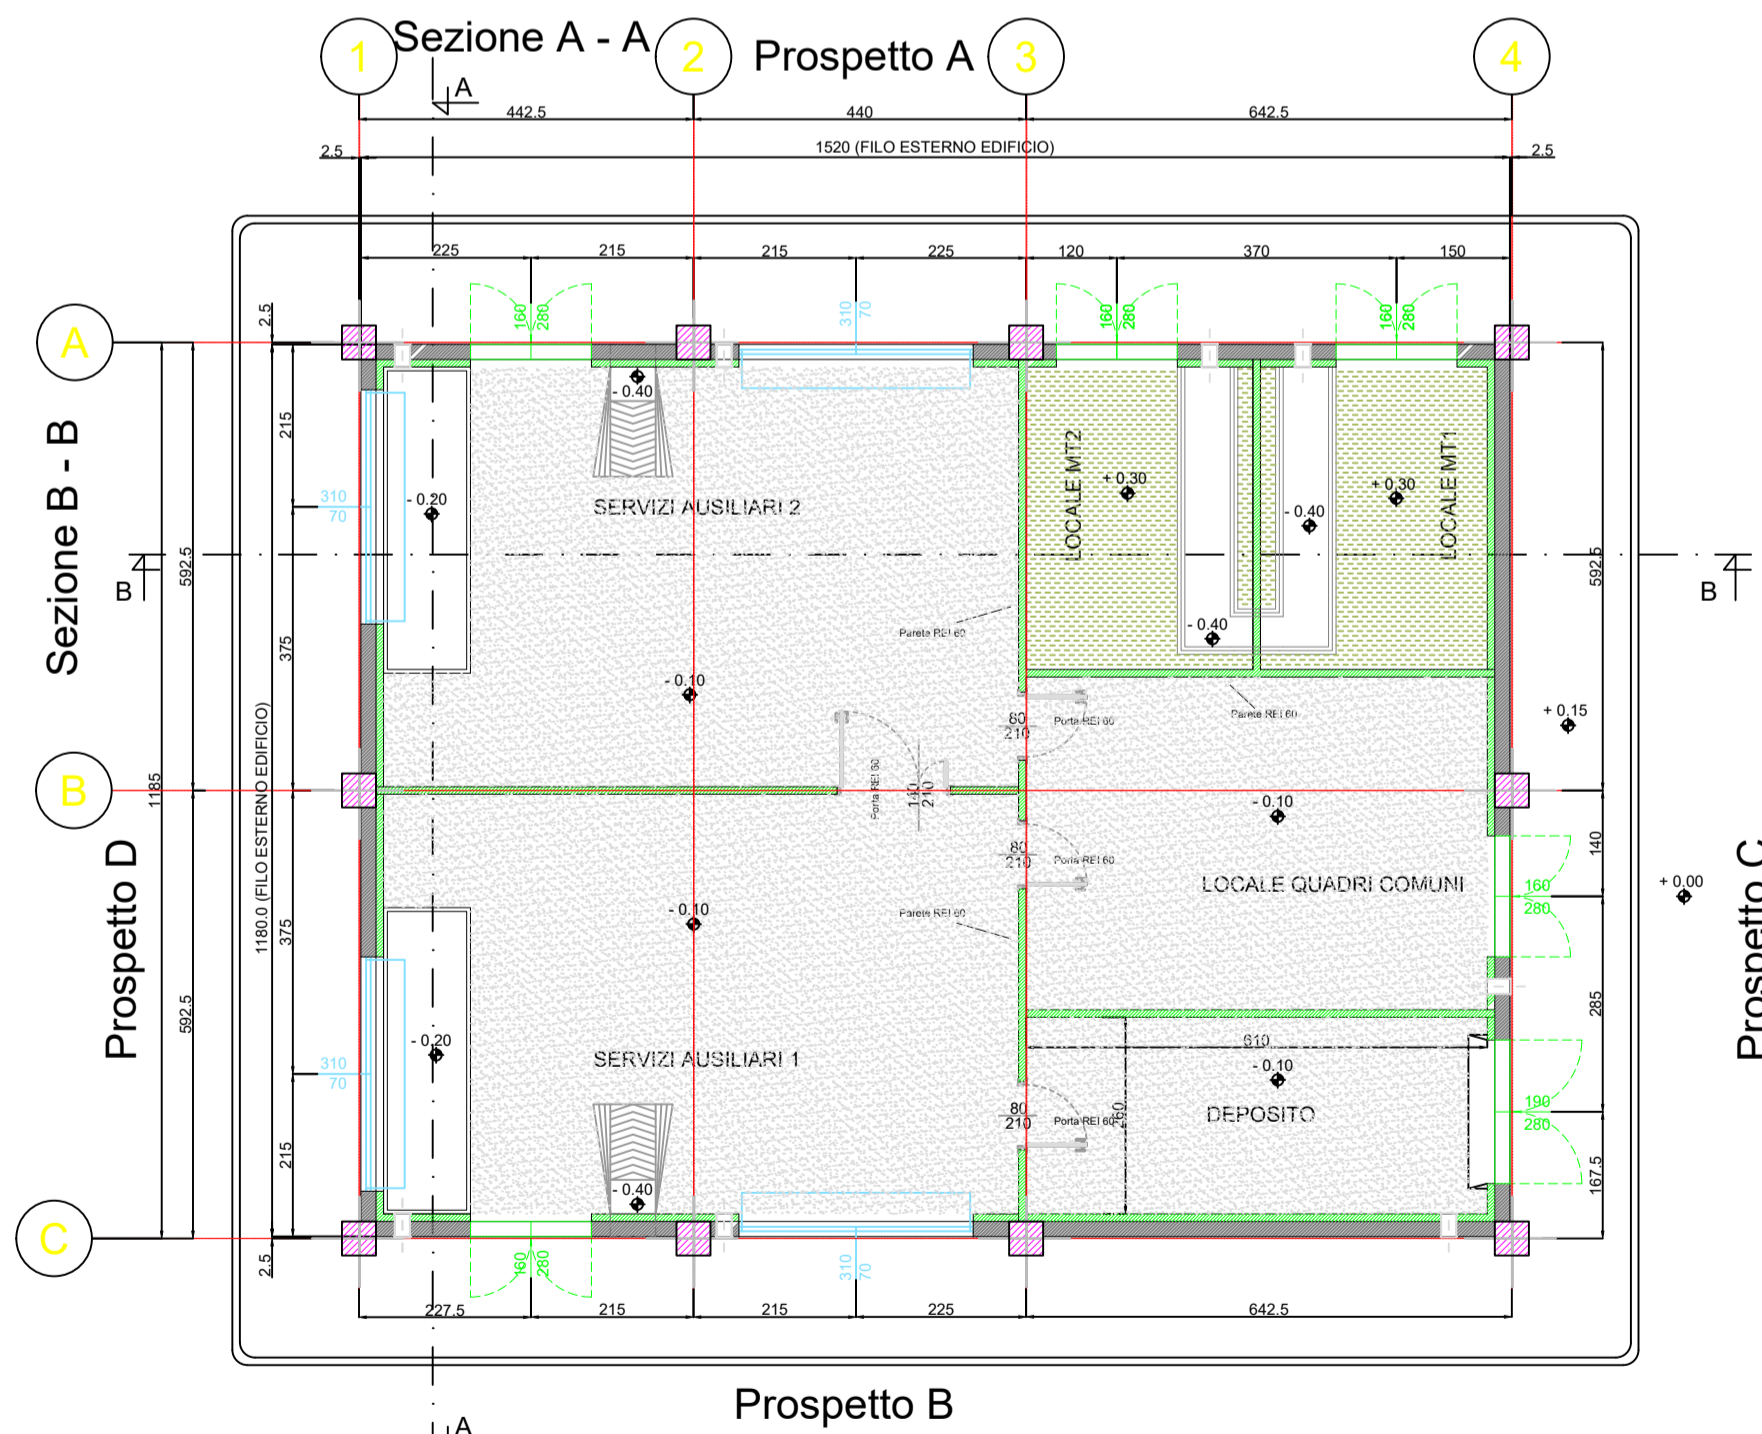 Sezione A - A
Prospetto A
1
2
3
4
A
442.5
440
642.5
2.5
1520 (FILO ESTERNO EDIFICIO)
2.5
225
215
215
225
120
370
150
2.5
160
280
310
70
160
280
160
280
A
- 0.40
215
Sezione B - B
310
70
- 0.20
SERVIZI AUSILIARI 2
LOCALE MT2
+ 0.30
- 0.40
+ 0.30
LOCALE MT1
B
592.5
592.5
B
375
Parete REI 60
- 0.40
- 0.10
80
210
Porta REI 60
Parete REI 60
+ 0.15
1180.0 (FILO ESTERNO EDIFICIO)
1185
B
Porta REI 60
140
210
- 0.10
80
210
Porta REI 60
140
Prospetto D
LOCALE QUADRI COMUNI
160
280
+ 0.00
Prospetto C
- 0.10
Parete REI 60
375
592.5
285
- 0.20
SERVIZI AUSILIARI 1
310
70
610
- 0.10
190
280
80
210
Porta REI 60
260
DEPOSITO
215
167.5
- 0.40
C
2.5
160
280
310
70
227.5
215
215
225
642.5
Prospetto B
A